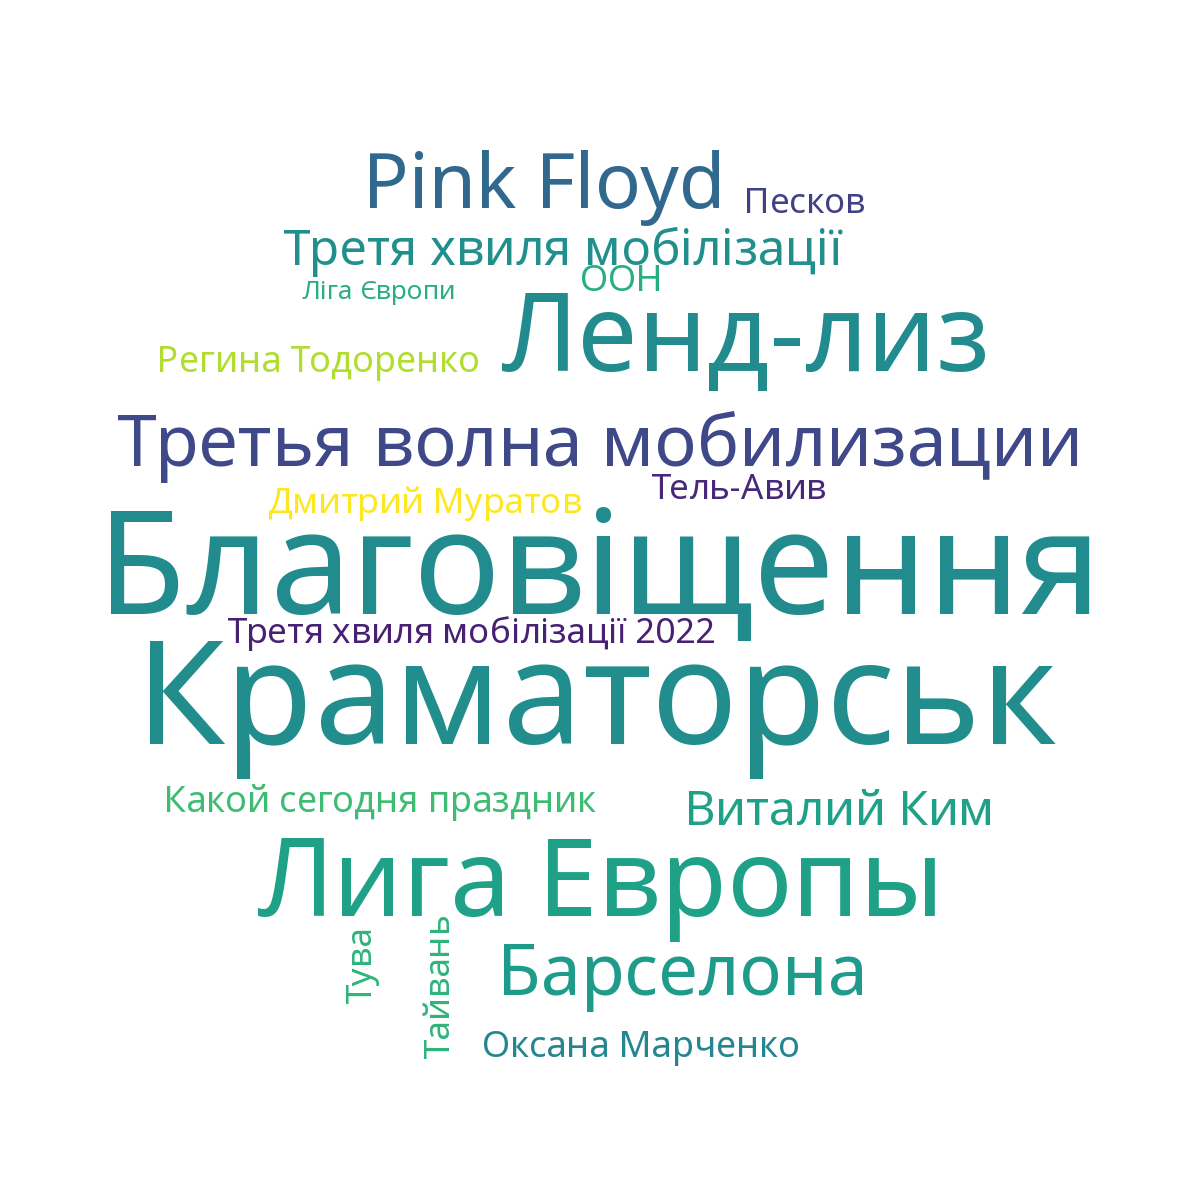 Pink Floyd
Песков
Третя хвиля мобілізації
ООН
Ліга Європи
Ленд-лиз
Регина Тодоренко
Третья волна мобилизации
Тель-Авив
Дмитрий Муратов
Благовіщення
Третя хвиля мобілізації 2022
Краматорськ
Какой сегодня праздник
Виталий Ким
Лига Европы
Тува
Тайвань
Барселона
Оксана Марченко